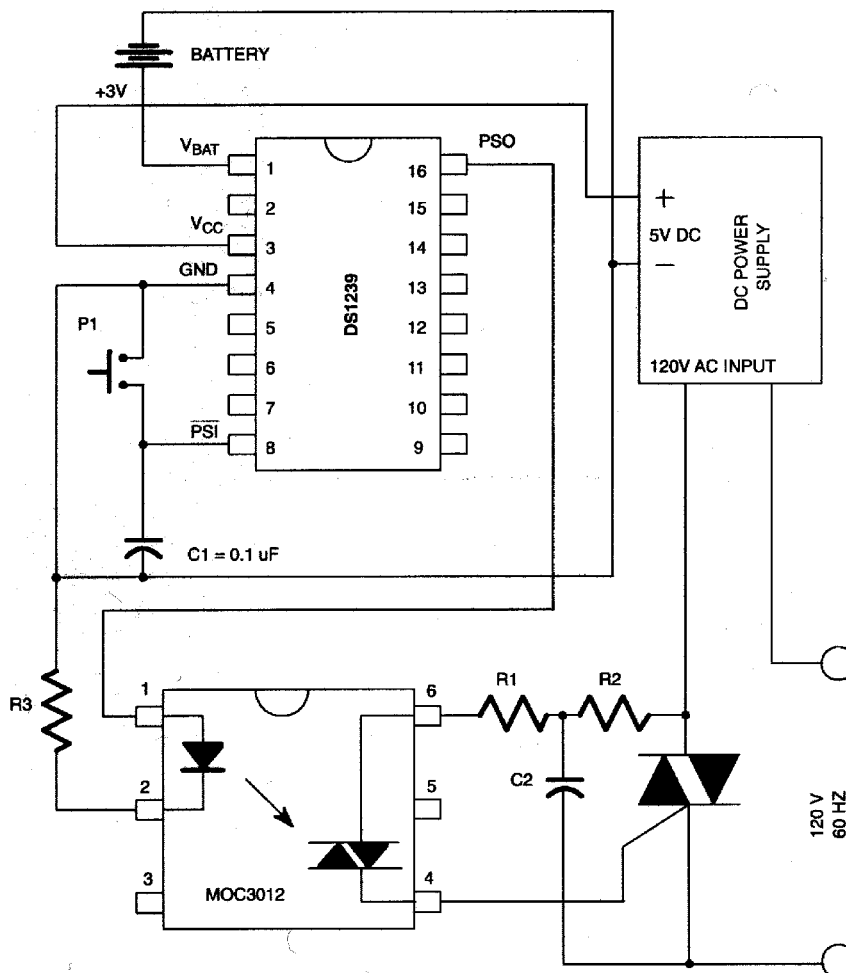 BATTERY
+3V
VBAT
PSO
1
16
2
15
VCC
3
14
GND
4
13
P1
5
12
6
11
7
10
PSI
8
9
DS1239
+
5V DC
−
DC POWER
SUPPLY
120V AC INPUT
C1 = 0.1 uF
R3
1
6
R1
R2
2
5
C2
3
4
MOC3012
120 V
60 HZ